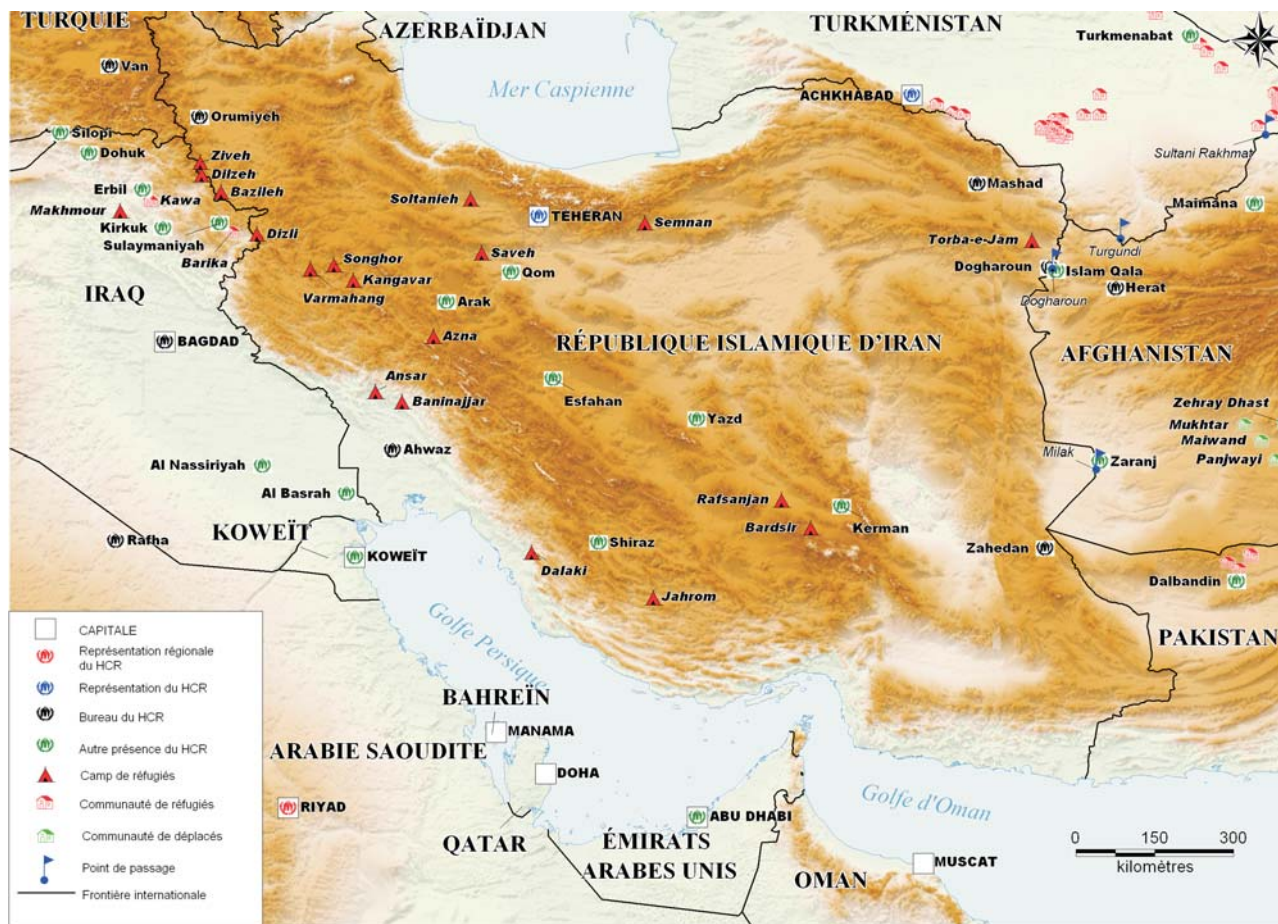 TURQUIE
AZERBAÏDJAN
TURKMÉNISTAN
Turkmenabat
Van
Mer Caspienne
ACHKHABAD
Orumiyeh
Silopi
Dohuk
Ziveh
Dilzeh
Sultani Rakhmat
Erbil
Kawa
Bazileh
Soltanieh
Mashad
Maimana
Makhmour
Kirkuk
TEHERAN
Semnan
Sulaymaniyah
Dizli
Torba-e-Jam
Turgundi
Barika
Songhor
Saveh
Qom
Dogharoun
Islam Qala
Kangavar
Herat
IRAQ
Varmahang
Arak
Dogharoun
BAGDAD
Azna
RÉPUBLIQUE ISLAMIQUE D'IRAN
AFGHANISTAN
Ansar
Baninajjar
Esfahan
Zehray Dhast
Yazd
Mukhtar
Maiwand
Ahwaz
Milak
Zaranj
Panjwayi
Al Nassiriyah
Al Basrah
Rafsanjan
Bardsir
Kerman
KOWEÏT
Rafha
KOWEÏT
Shiraz
Zahedan
Dalaki
Dalbandin
Jahrom
Golfe Persique
PAKISTAN
BAHREÏN
MANAMA
ARABIE SAOUDITE
DOHA
RIYAD
ABU DHABI
Golfe d'Oman
QATAR
ÉMIRATS
ARABES UNIS
OMAN
MUSCAT
0 150 300
kilomètres
CAPITALE
Représentation régionale
du HCR
Représentation du HCR
Bureau du HCR
Autre présence du HCR
Camp de réfugiés
Communauté de réfugiés
Communauté de déplacés
Point de passage
Frontière internationale